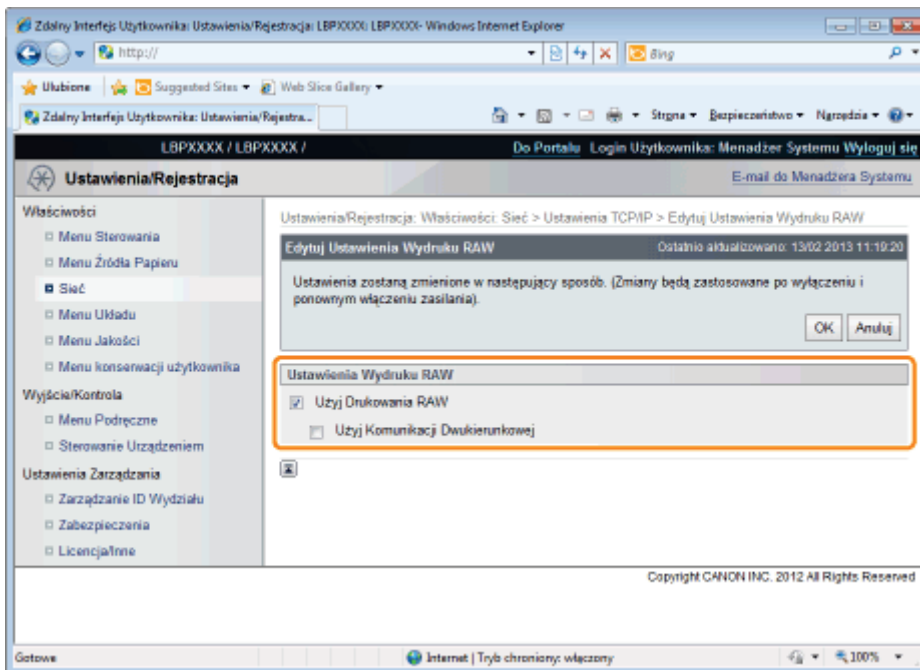 Zdalny Interfejs Użytkownika: Ustawienia/Rejestracja: LBPXXXX: LBPXXXX- Windows Internet Explorer
http://
Bing
Ulubione Suggested Sites Web Slice Gallery
Zdalny Interfejs Użytkownika: Ustawienia/Rejestra... Strona Bezpieczeństwo Narzędzia
LBPXXXX / LBPXXXX / Do Portalu Login Użytkownika: Menadżer Systemu Wyloguj się
Ustawienia/Rejestracja E-mail do Menadżera Systemu
Właściwości
Menu Sterowania
Menu Źródła Papieru
Sieć
Menu Układu
Menu Jakości
Menu konserwacji użytkownika
Wyjście/Kontrola
Menu Podręczne
Sterowanie Urządzeniem
Ustawienia Zarządzania
Zarządzanie ID Wydziału
Zabezpieczenia
Licencja/Inne
Ustawienia/Rejestracja: Właściwości: Sieć > Ustawienia TCP/IP > Edytuj Ustawienia Wydruku RAW
Edytuj Ustawienia Wydruku RAW Ostatnio aktualizowano: 13/02 2013 11:19:20
Ustawienia zostaną zmienione w następujący sposób. (Zmiany będą zastosowane po wyłączeniu i
ponownym włączeniu zasilania).
OK Anuluj
Ustawienia Wydruku RAW
Użyj Drukowania RAW
Użyj Komunikacji Dwukierunkowej
Copyright CANON INC. 2012 All Rights Reserved
Gotowe Internet | Tryb chroniony: włączony 100%